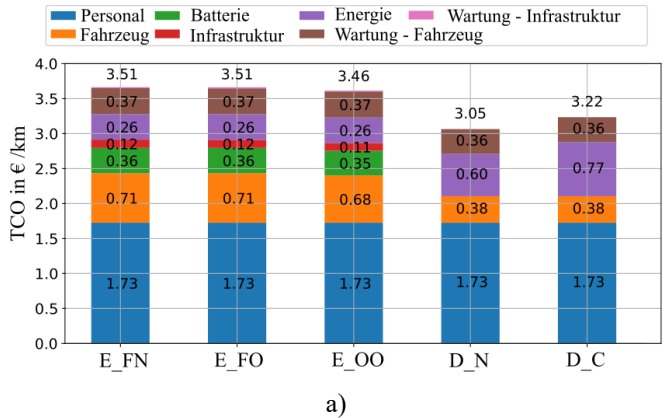 Personal Batterie Energie Wartung - Infrastruktur
Fahrzeug Infrastruktur Wartung - Fahrzeug
TCO in € /km
4.0
3.5
3.0
2.5
2.0
1.5
1.0
0.5
0.0
3.51 3.51 3.46 3.05 3.22
0.37 0.37 0.37 0.36 0.36
0.26 0.26 0.26 0.60 0.77
0.12 0.12 0.11
0.36 0.36 0.35
0.71 0.71 0.68 0.38 0.38
1.73 1.73 1.73 1.73 1.73
E_FN E_FO E_OO D_N D_C
a)